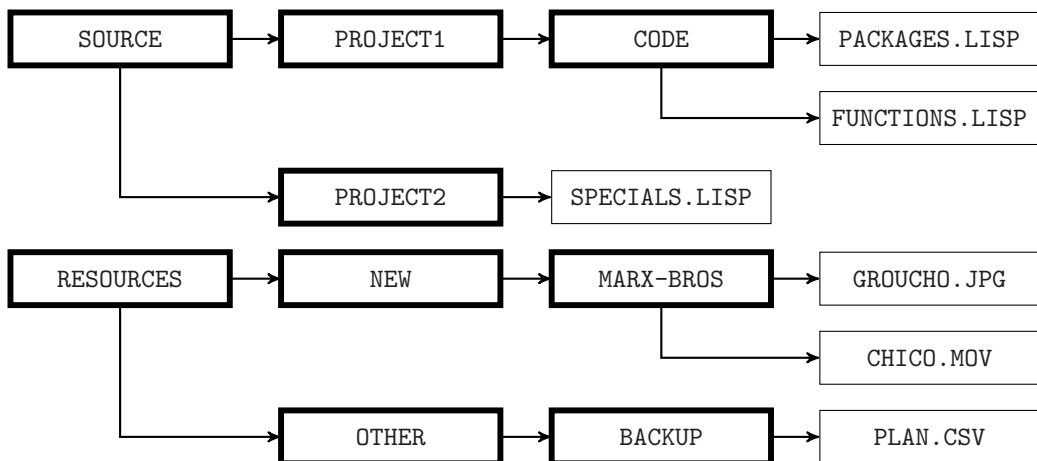 SOURCE PROJECT1 CODE PACKAGES.LISP
FUNCTIONS.LISP
PROJECT2 SPECIALS.LISP
RESOURCES NEW MARX-BROS GROUCHO.JPG
CHICO.MOV
OTHER BACKUP PLAN.CSV